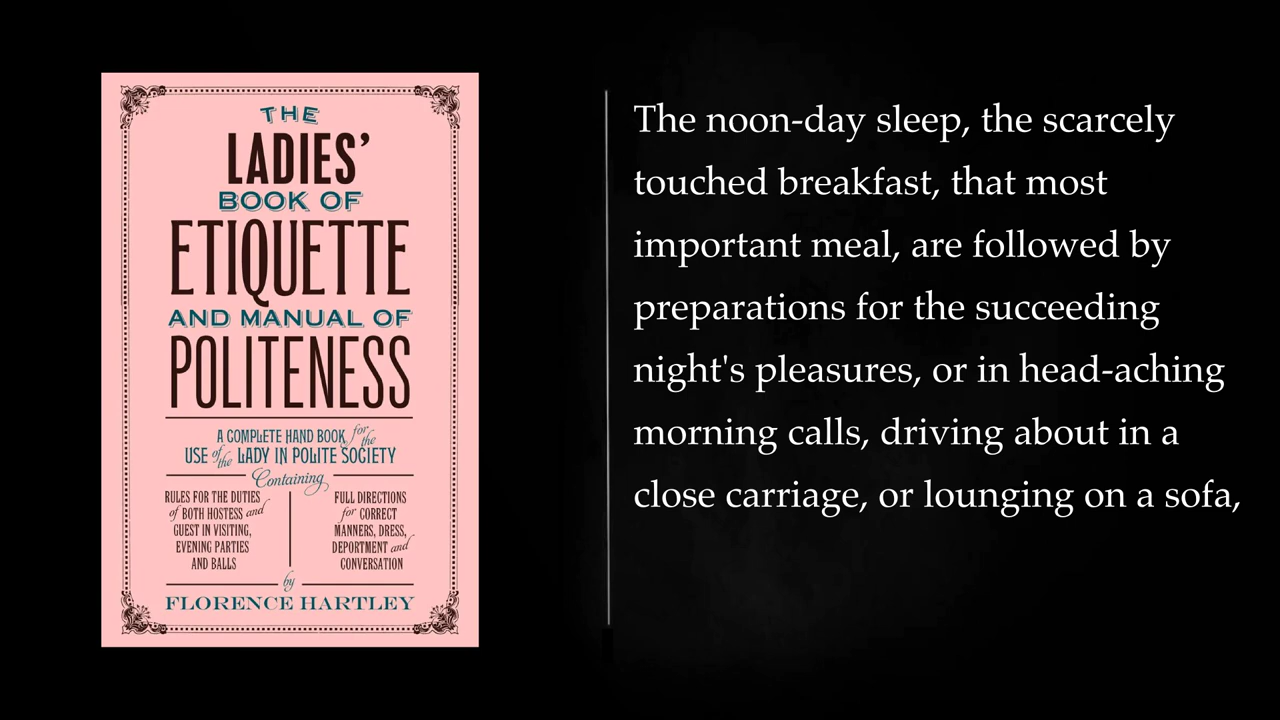 THE
LADIES'
BOOK OF
ETIQUETTE
AND MANUAL OF
POLITENESS
A COMPLETE HAND BOOK for the
USE of the LADY IN POLITE SOCIETY
Containing
RULES FOR THE DUTIES
of BOTH HOSTESS and
GUEST IN VISITING,
EVENING PARTIES
AND BALLS
FULL DIRECTIONS
for CORRECT
MANNERS, DRESS,
DEPORTMENT and
CONVERSATION
by
FLORENCE HARTLEY
The noon-day sleep, the scarcely
touched breakfast, that most
important meal, are followed by
preparations for the succeeding
night's pleasures, or in head-aching
morning calls, driving about in a
close carriage, or lounging on a sofa,